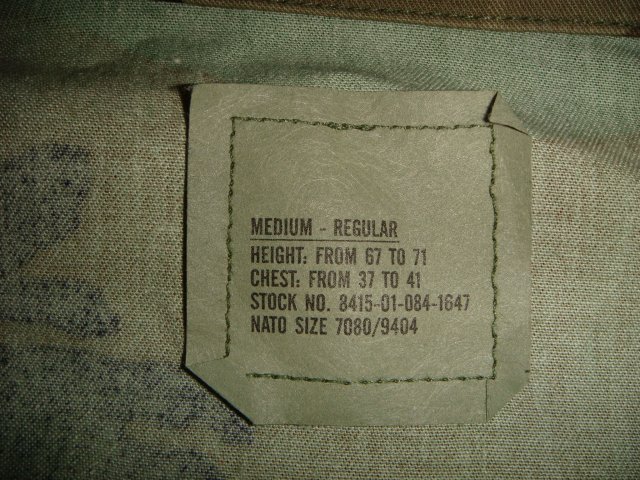 MEDIUM - REGULAR
HEIGHT: FROM 67 TO 71
CHEST: FROM 37 TO 41
STOCK NO. 8415-01-084-1647
NATO SIZE 7080/9404